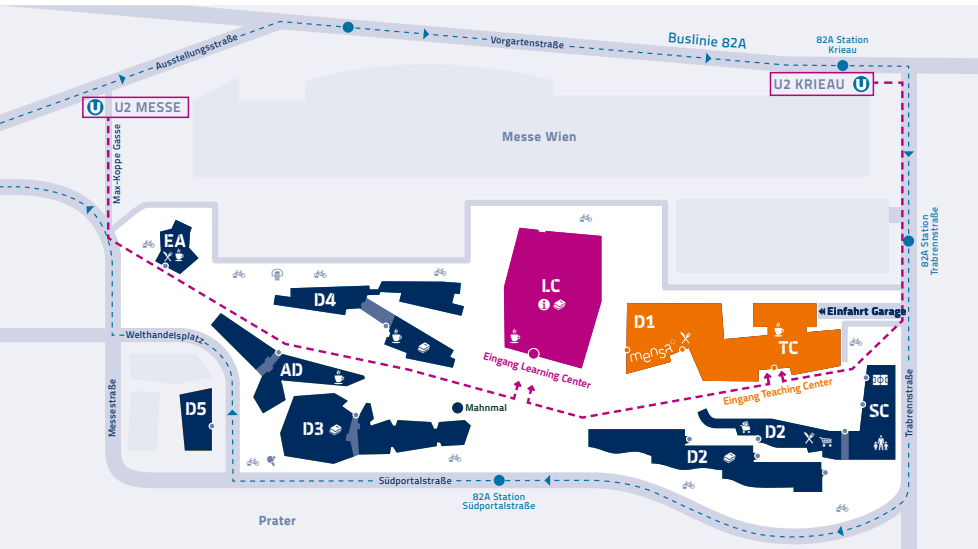 Ausstellungsstraße
Vorgartenstraße
Buslinie 82A
82A Station
Krieau
U U2 MESSE
U2 KRIEAU U
Max-Koppe Gasse
Messe Wien
82A Station
Trabrennstraße
EA
D4
LC
i
D1
mensa
TC
Einfahrt Garage
Welthandelsplatz
AD
Eingang Learning Center
Eingang Teaching Center
Mahnmal
D5
D3
D2
D2
SC
Messestraße
Trabrennstraße
Südportalstraße
82A Station
Südportalstraße
Prater